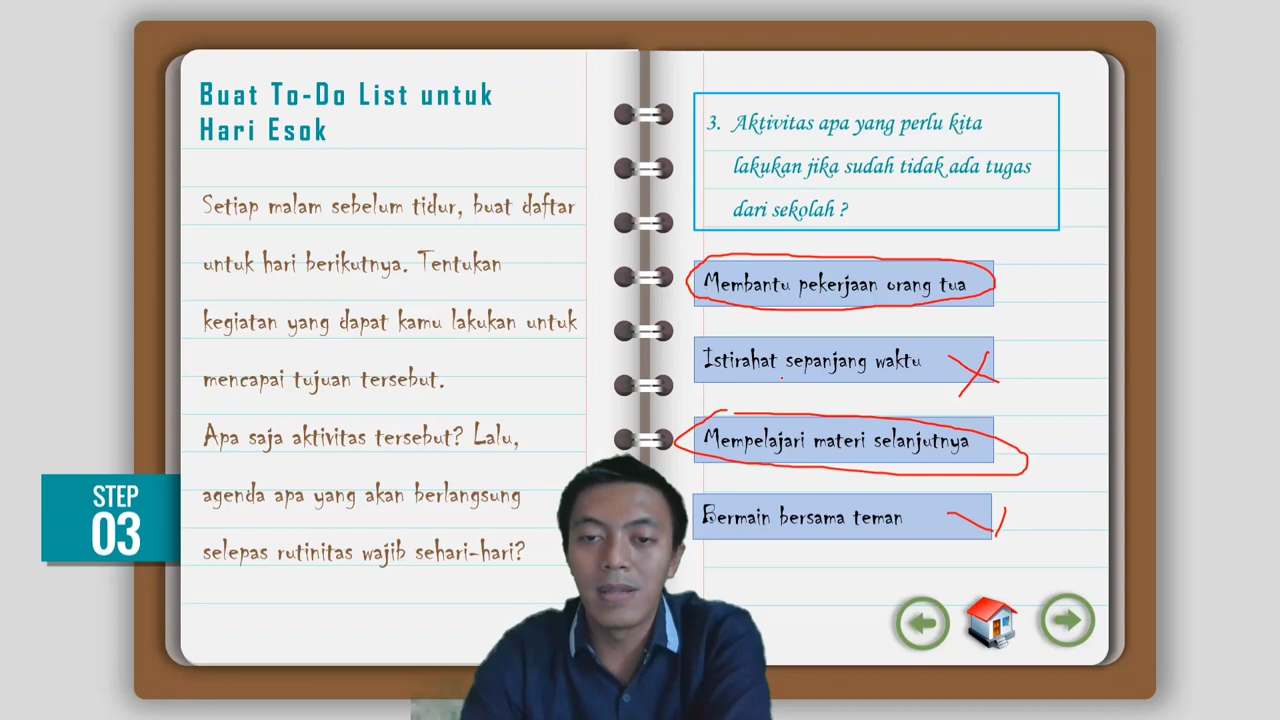 Buat To-Do List untuk
Hari Esok
Setiap malam sebelum tidur, buat daftar
untuk hari berikutnya. Tentukan
kegiatan yang dapat kamu lakukan untuk
mencapai tujuan tersebut.
Apa saja aktivitas tersebut? Lalu,
agenda apa yang akan berlangsung
selepas rutinitas wajib sehari-hari?
STEP
03
3. Aktivitas apa yang perlu kita
lakukan jika sudah tidak ada tugas
dari sekolah ?
Membantu pekerjaan orang tua
Istirahat sepanjang waktu
Mempelajari materi selanjutnya
Bermain bersama teman